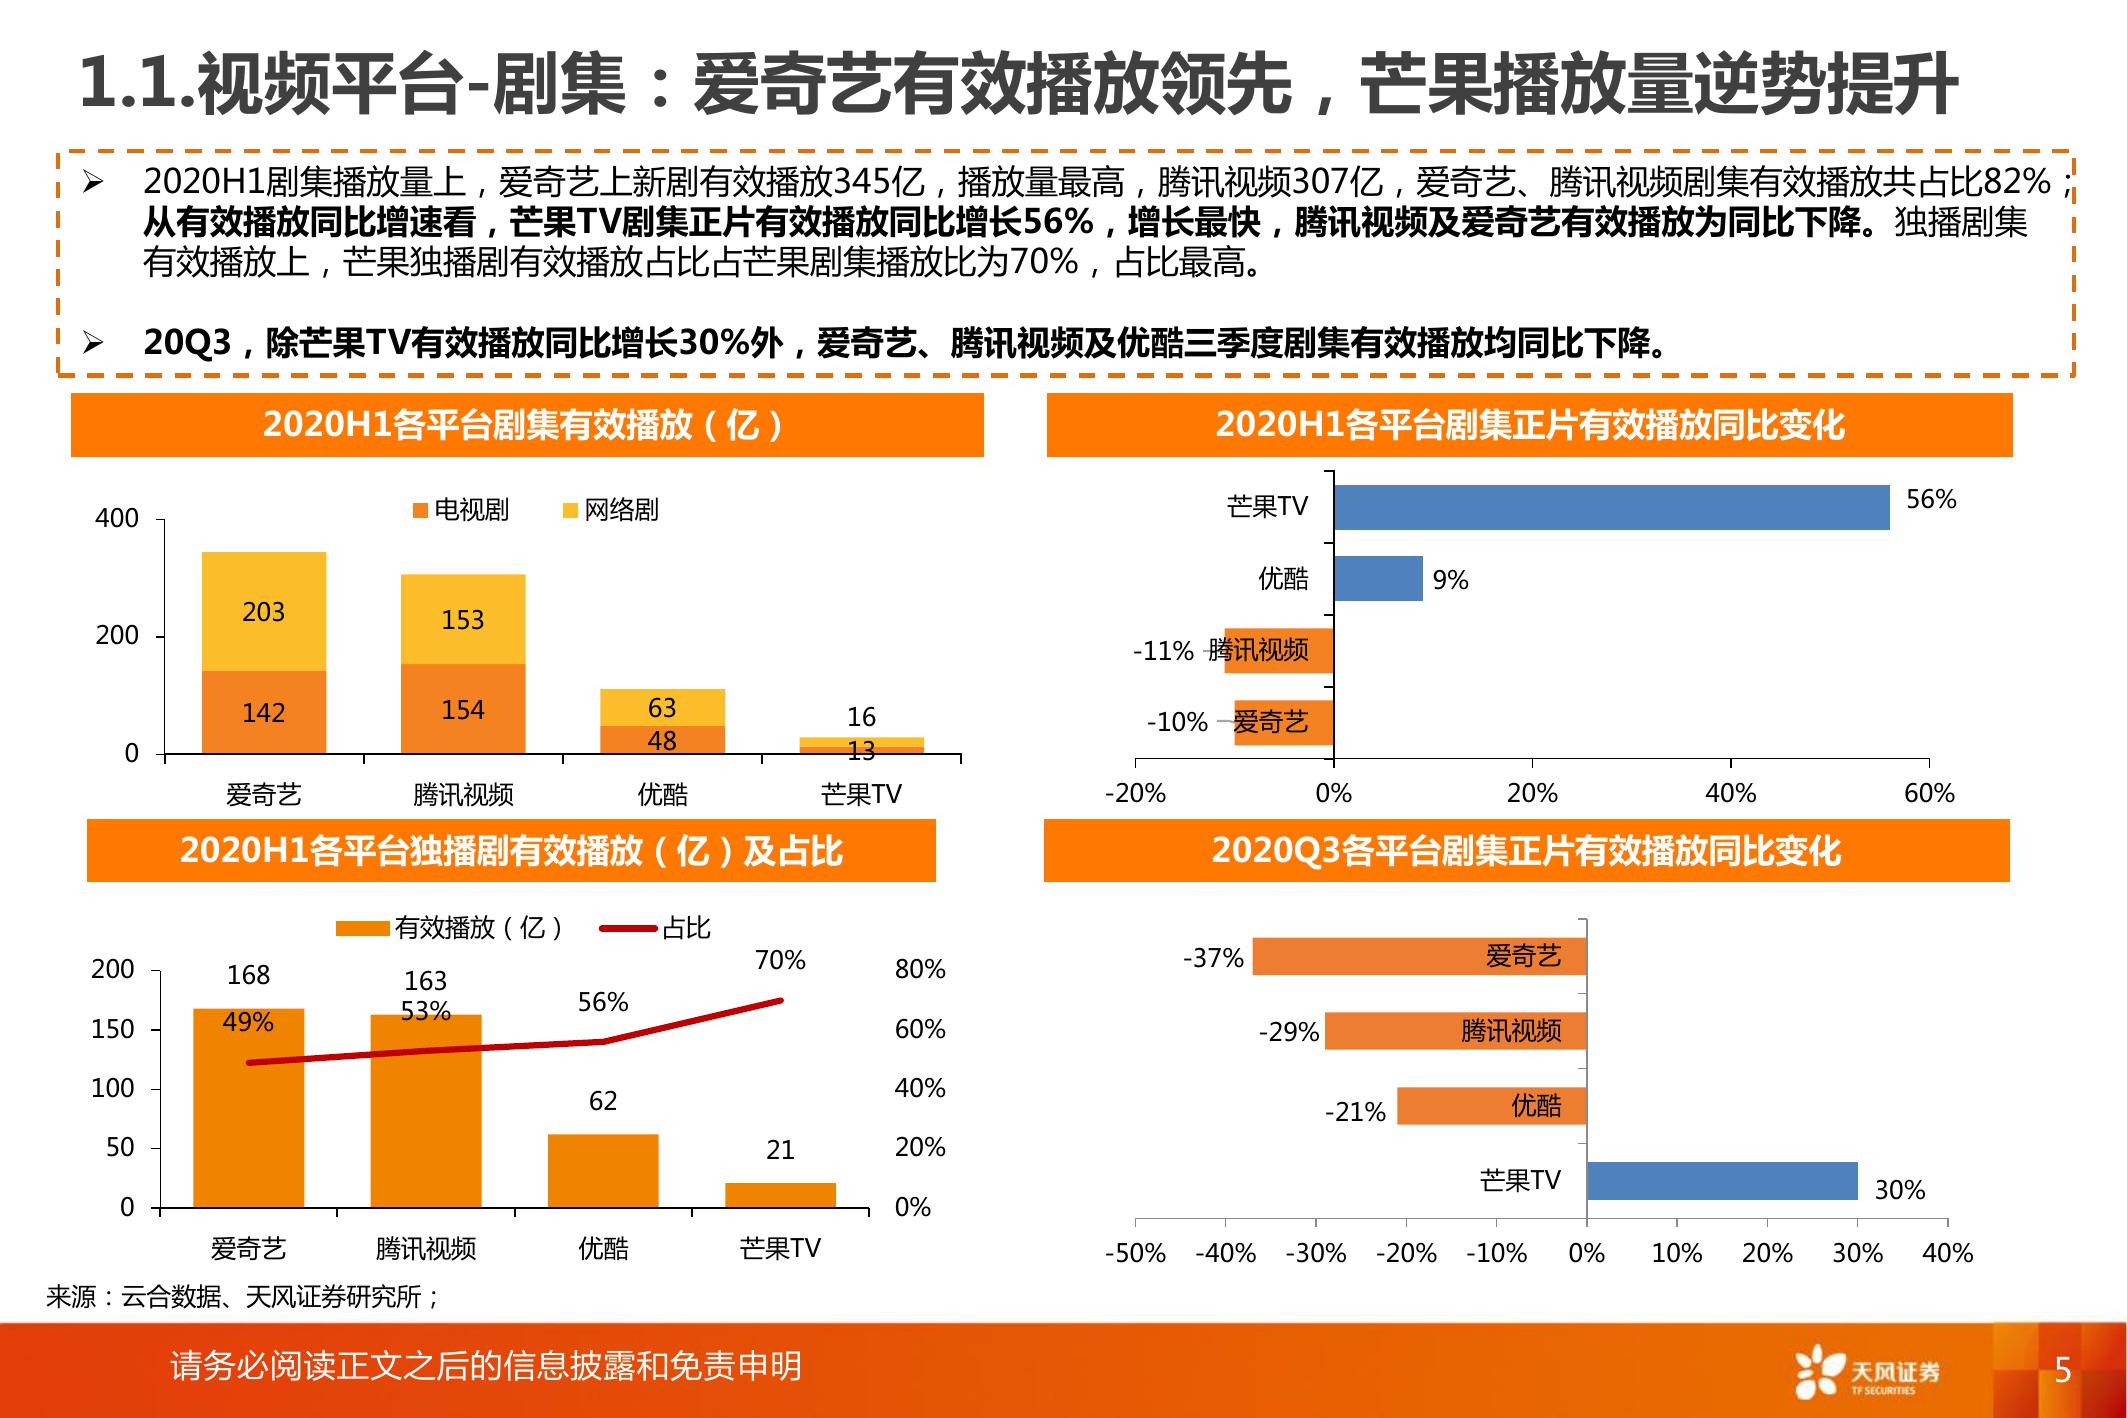 1.1.视频平台-剧集：爱奇艺有效播放领先，芒果播放量逆势提升
➢ 2020H1剧集播放量上，爱奇艺上新剧有效播放345亿，播放量最高，腾讯视频307亿，爱奇艺、腾讯视频剧集有效播放共占比82%；
从有效播放同比增速看，芒果TV剧集正片有效播放同比增长56%，增长最快，腾讯视频及爱奇艺有效播放为同比下降。独播剧集
有效播放上，芒果独播剧有效播放占比占芒果剧集播放比为70%，占比最高。
➢ 20Q3，除芒果TV有效播放同比增长30%外，爱奇艺、腾讯视频及优酷三季度剧集有效播放均同比下降。
2020H1各平台剧集有效播放（亿）
电视剧 网络剧
400
200
0
203
142
153
154
63
48
16
13
爱奇艺 腾讯视频 优酷 芒果TV
2020H1各平台剧集正片有效播放同比变化
芒果TV 56%
优酷 9%
-11% 腾讯视频
-10% 爱奇艺
-20% 0% 20% 40% 60%
2020H1各平台独播剧有效播放（亿）及占比
有效播放（亿） 占比
200
150
100
50
0
168
49%
163
53%
56%
62
70%
21
80%
60%
40%
20%
0%
爱奇艺 腾讯视频 优酷 芒果TV
2020Q3各平台剧集正片有效播放同比变化
-37% 爱奇艺
-29% 腾讯视频
-21% 优酷
芒果TV 30%
-50% -40% -30% -20% -10% 0% 10% 20% 30% 40%
来源：云合数据、天风证券研究所；
请务必阅读正文之后的信息披露和免责申明
天风证券
TF SECURITIES
5